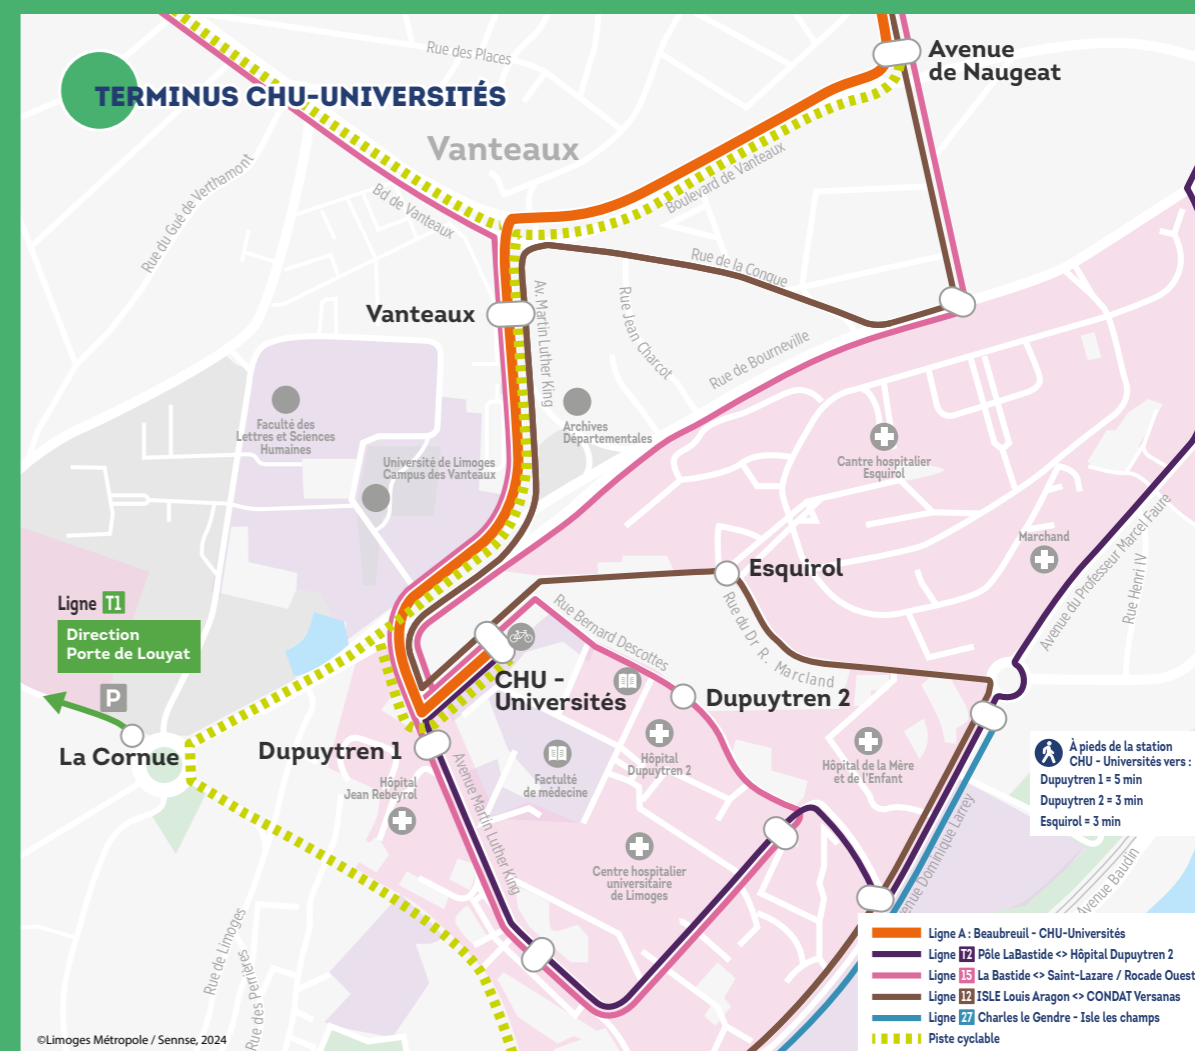 TERMINUS CHU-UNIVERSITÉS
Rue des Places
Avenue
de Naugeat
Vanteaux
Rue du Gué de Verthamont
Bd de Vanteaux
Boulevard de Vanteaux
Rue de la Conque
Vanteaux
Av. Martin Luther King
Rue Jean Charcot
Rue de Bourneville
Faculté des
Lettres et Sciences
Humaines
Archives
Départementales
Université de Limoges
Campus des Vanteaux
Cantre hospitalier
Esquirol
Marchand
Avenue du Professeur Marcel Faure
Rue Henri IV
Esquirol
Rue du Dr R. Marcland
Rue Bernard Descottes
Ligne T1
Direction
Porte de Louyat
P
La Cornue
CHU -
Universités
Dupuytren 2
Dupuytren 1
Hôpital
Jean Rebeyrol
Avenue Martin Luther King
Factulté
de médecine
Hôpital
Dupuytren 2
Hôpital de la Mère
et de l'Enfant
Centre hospitalier
universitaire
de Limoges
À pieds de la station
CHU - Universités vers :
Dupuytren 1 = 5 min
Dupuytren 2 = 3 min
Esquirol = 3 min
enue Dominique Larrey
Avenue Baudin
Rue de Limoges
Rue des Perrières
Ligne A : Beaubreuil - CHU-Universités
Ligne T2 Pôle LaBastide <> Hôpital Dupuytren 2
Ligne 15 La Bastide <> Saint-Lazare / Rocade Ouest
Ligne 12 ISLE Louis Aragon <> CONDAT Versanas
Ligne 27 Charles le Gendre - Isle les champs
Piste cyclable
©Limoges Métropole / Sennse, 2024